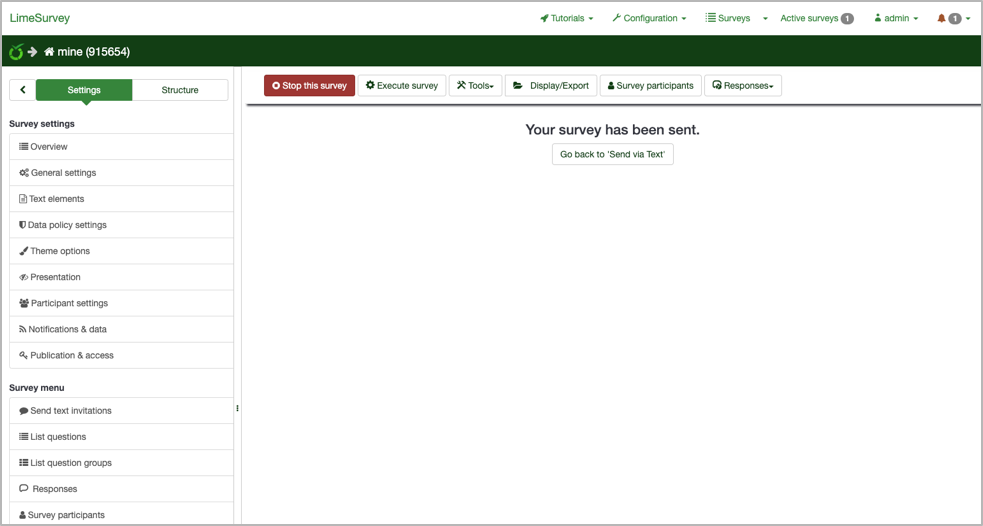 LimeSurvey
Tutorials
Configuration
Surveys
Active surveys 1
admin
1
mine (915654)
Settings
Structure
Stop this survey
Execute survey
Tools
Display/Export
Survey participants
Responses
Survey settings
Overview
General settings
Text elements
Data policy settings
Theme options
Presentation
Participant settings
Notifications & data
Publication & access
Survey menu
Send text invitations
List questions
List question groups
Responses
Survey participants
Your survey has been sent.
Go back to 'Send via Text'